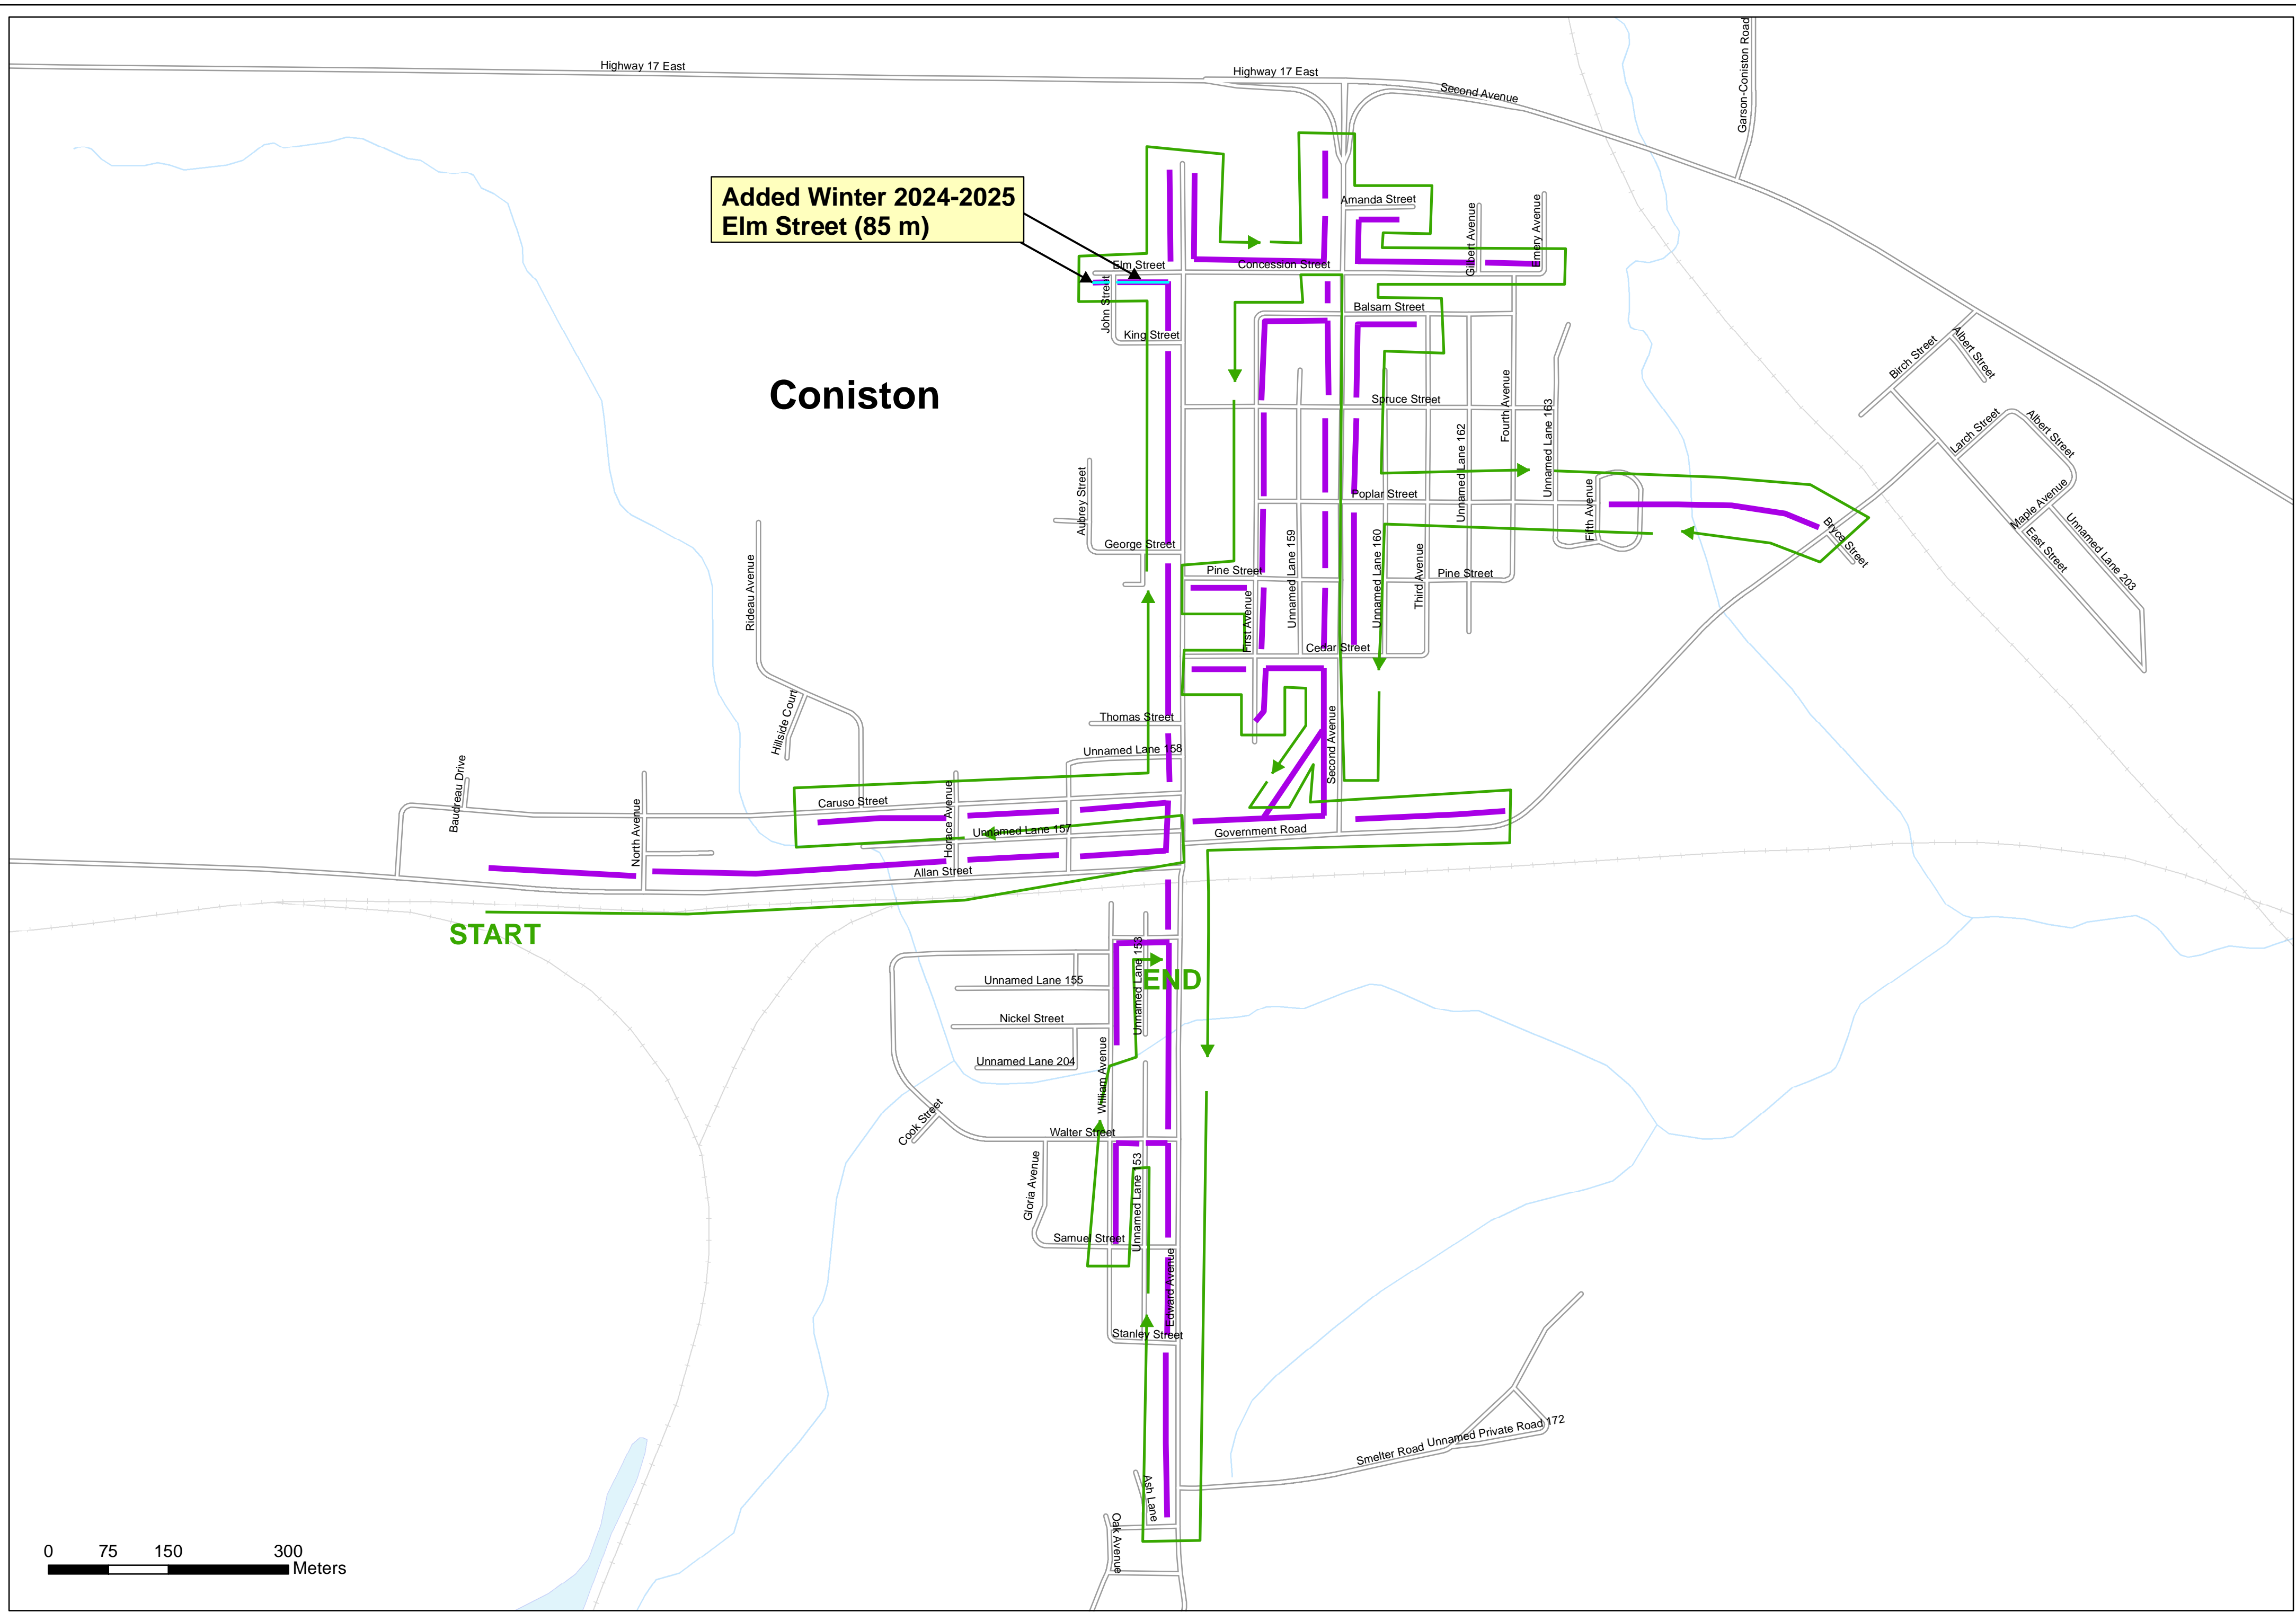 Highway 17 East
Highway 17 East
Second Avenue
Garson-Coniston Road
Added Winter 2024-2025
Elm Street (85 m)
Amanda Street
Gilbert Avenue
Emery Avenue
Elm Street
Concession Street
John Street
Balsam Street
King Street
Birch Street
Albert Street
Coniston
Spruce Street
Fourth Avenue
Unnamed Lane 163
Larch Street
Albert Street
Unnamed Lane 162
Aubrey Street
Poplar Street
Fifth Avenue
Maple Avenue
Bryce Street
East Street
Unnamed Lane 203
George Street
Unnamed Lane 159
Unnamed Lane 160
Pine Street
Third Avenue
Pine Street
Rideau Avenue
First Avenue
Cedar Street
Hillside Court
Thomas Street
Second Avenue
Unnamed Lane 158
Baudreau Drive
Caruso Street
North Avenue
Horace Avenue
Unnamed Lane 157
Government Road
Allan Street
START
Unnamed Lane 153
END
Unnamed Lane 155
Nickel Street
Unnamed Lane 204
William Avenue
Cook Street
Walter Street
Gloria Avenue
Unnamed Lane 153
Samuel Street
Edward Avenue
Stanley Street
Smelter Road
Unnamed Private Road 172
Ash Lane
Oak Avenue
0 75 150 300
Meters